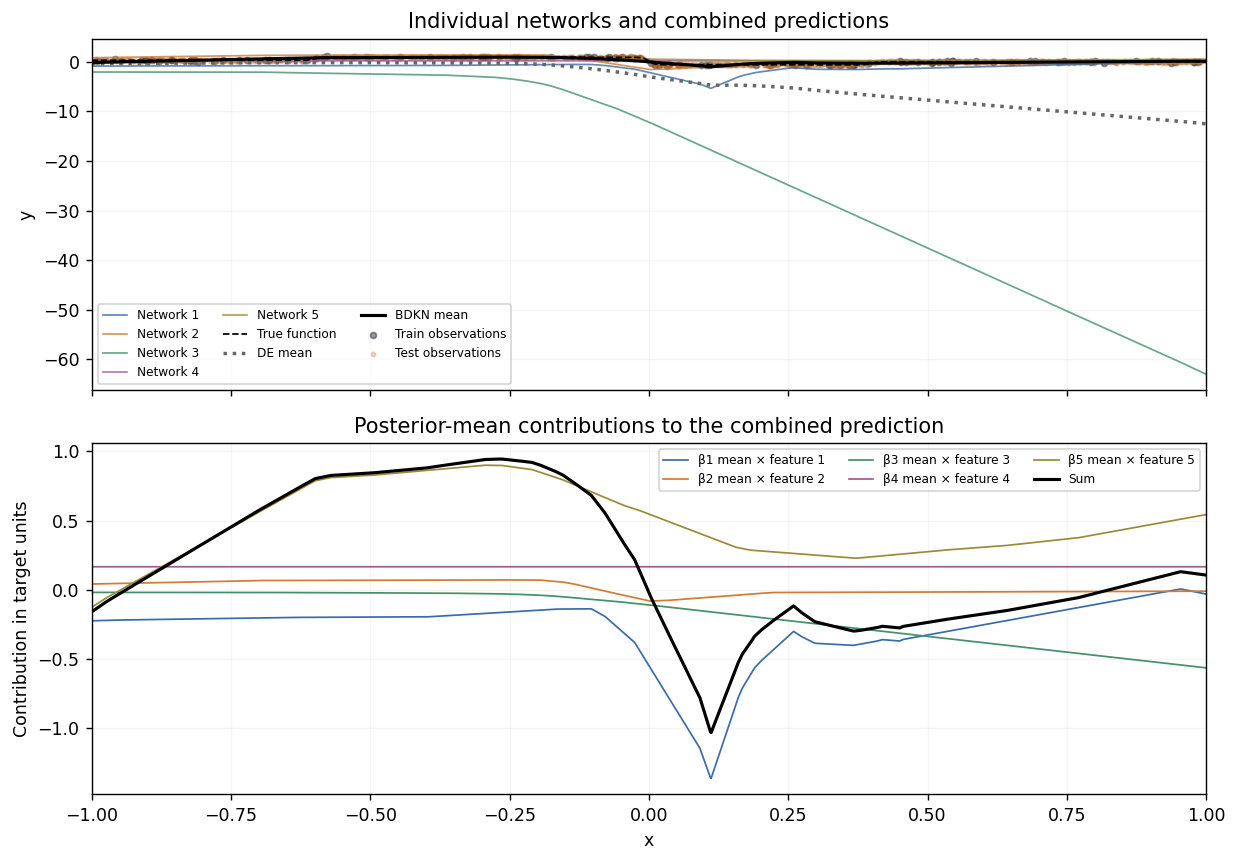 Individual networks and combined predictions
0
−10
−20
−30
−40
−50
−60
y
Network 1
Network 2
Network 3
Network 4
Network 5
True function
DE mean
BDKN mean
Train observations
Test observations
Posterior-mean contributions to the combined prediction
1.0
0.5
0.0
−0.5
−1.0
Contribution in target units
β1 mean × feature 1
β2 mean × feature 2
β3 mean × feature 3
β4 mean × feature 4
β5 mean × feature 5
Sum
−1.00 −0.75 −0.50 −0.25 0.00 0.25 0.50 0.75 1.00
x